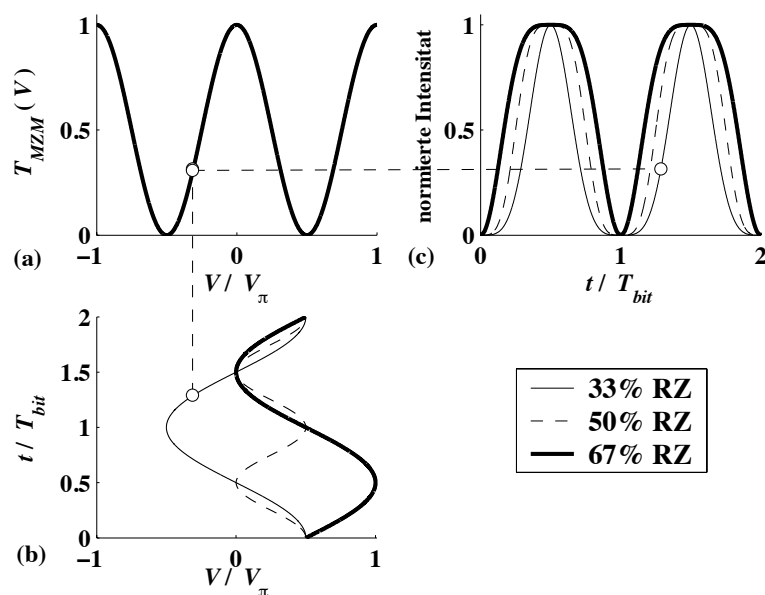 1
0.5
0
−1
0
1
T_MZM (V)
V / V_π
(a)
normierte Intensitat
1
0.5
0
0
1
2
t / T_bit
(c)
2
1.5
1
0.5
0
−1
0
1
t / T_bit
V / V_π
(b)
33% RZ
50% RZ
67% RZ